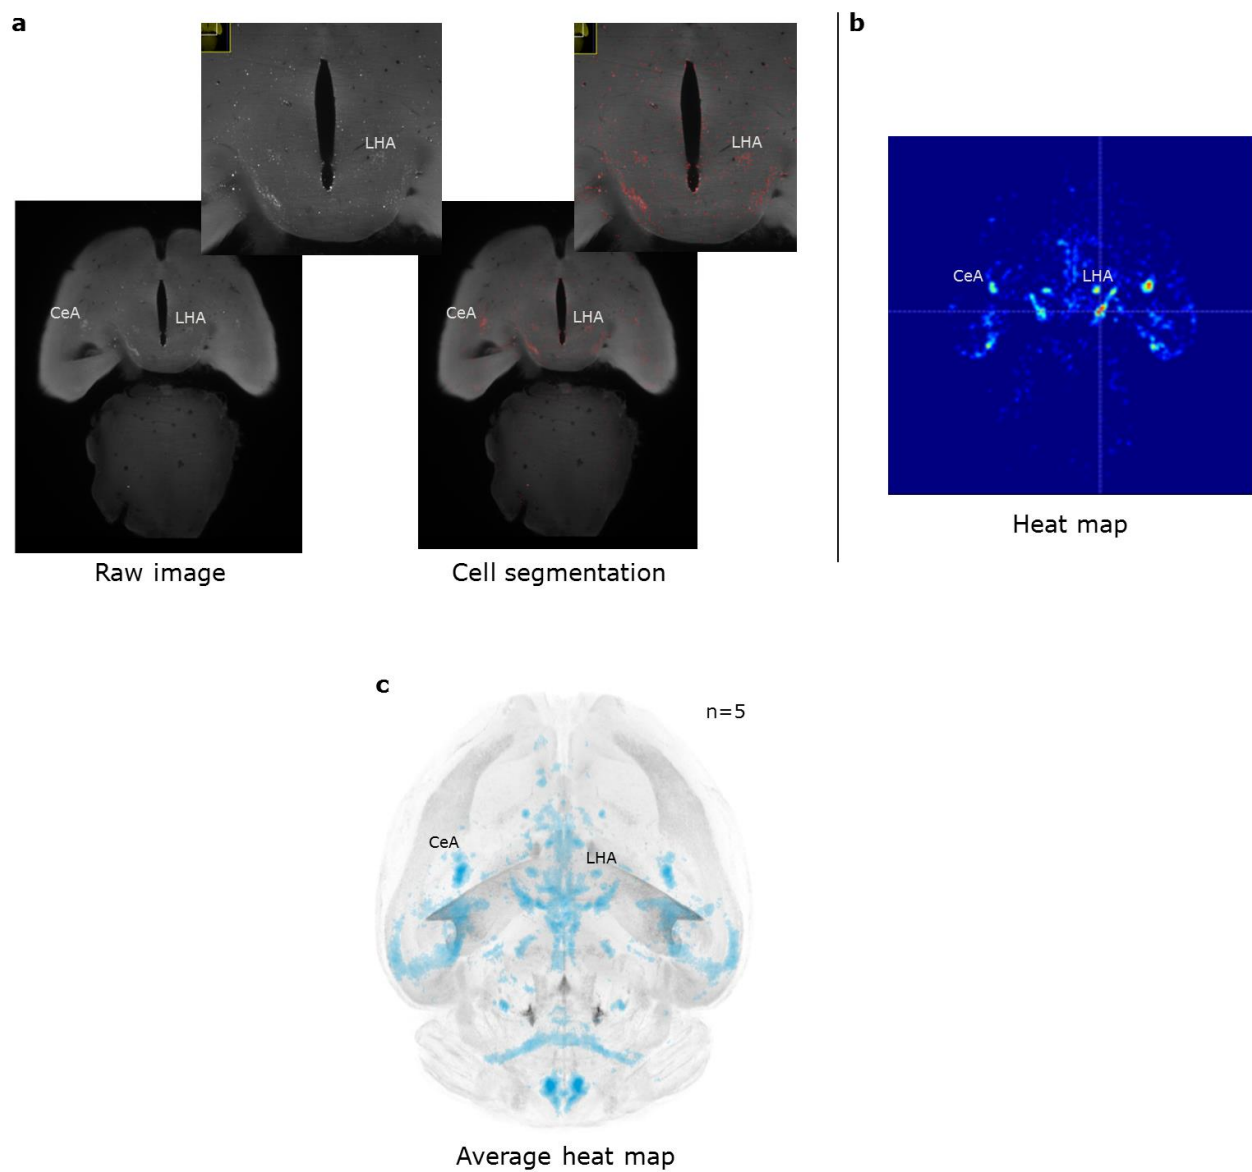 a
b
LHA
LHA
CeA
LHA
CeA
LHA
CeA
LHA
Raw image
Cell segmentation
Heat map
c
n=5
CeA
LHA
Average heat map